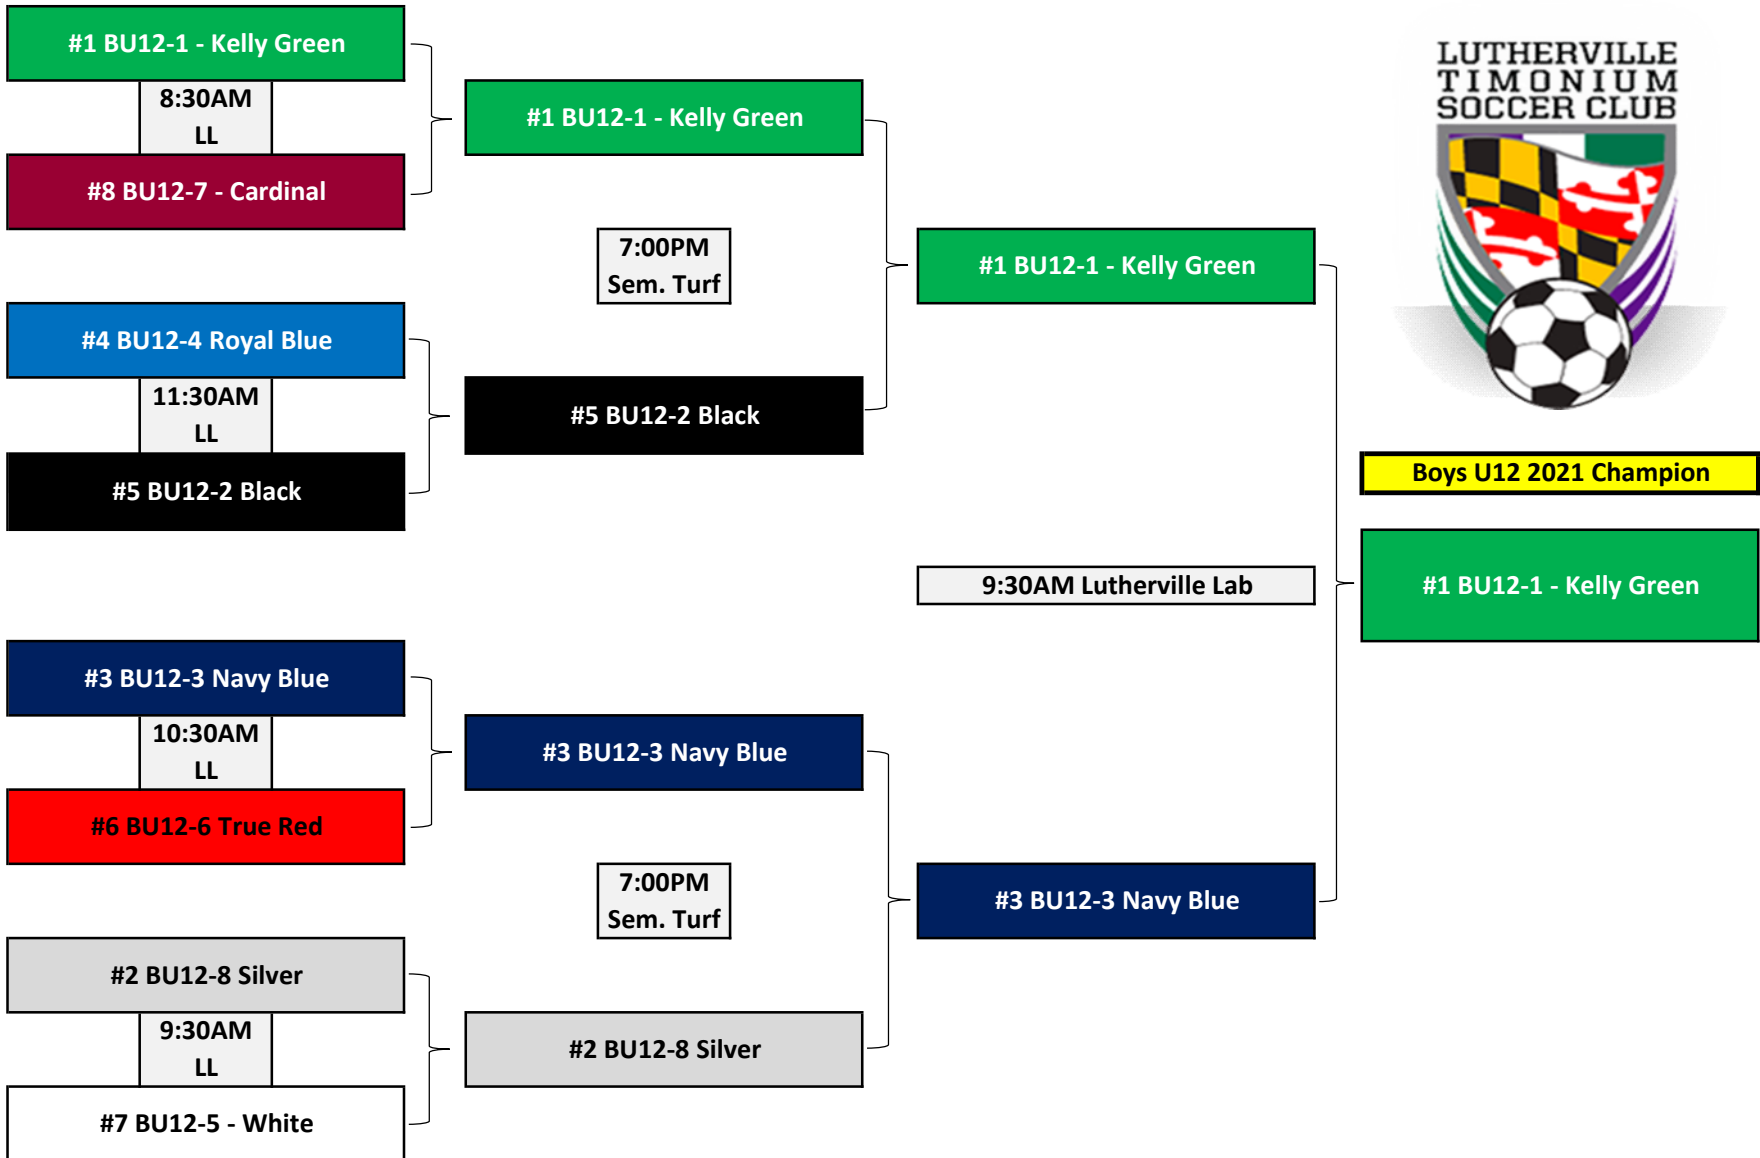 #1 BU12-1 - Kelly Green
8:30AM
LL
#8 BU12-7 - Cardinal
#4 BU12-4 Royal Blue
11:30AM
LL
#5 BU12-2 Black
#3 BU12-3 Navy Blue
10:30AM
LL
#6 BU12-6 True Red
#2 BU12-8 Silver
9:30AM
LL
#7 BU12-5 - White
#1 BU12-1 - Kelly Green
7:00PM
Sem. Turf
#5 BU12-2 Black
#3 BU12-3 Navy Blue
7:00PM
Sem. Turf
#2 BU12-8 Silver
#1 BU12-1 - Kelly Green
9:30AM Lutherville Lab
#3 BU12-3 Navy Blue
LUTHERVILLE
TIMONIUM
SOCCER CLUB
Boys U12 2021 Champion
#1 BU12-1 - Kelly Green